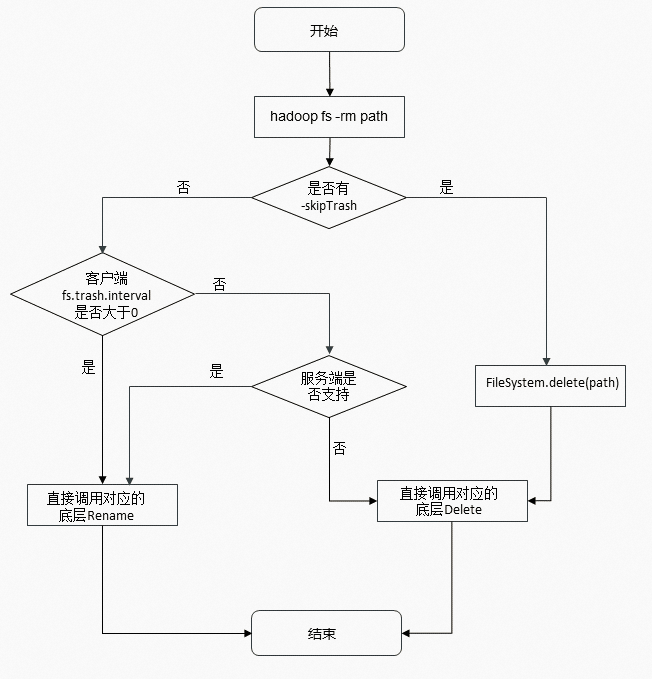 开始
hadoop fs -rm path
是否有
-skipTrash
否
是
客户端
fs.trash.interval
是否大于0
否
是
服务端是
否支持
是
否
FileSystem.delete(path)
直接调用对应的
底层Rename
直接调用对应的
底层Delete
结束